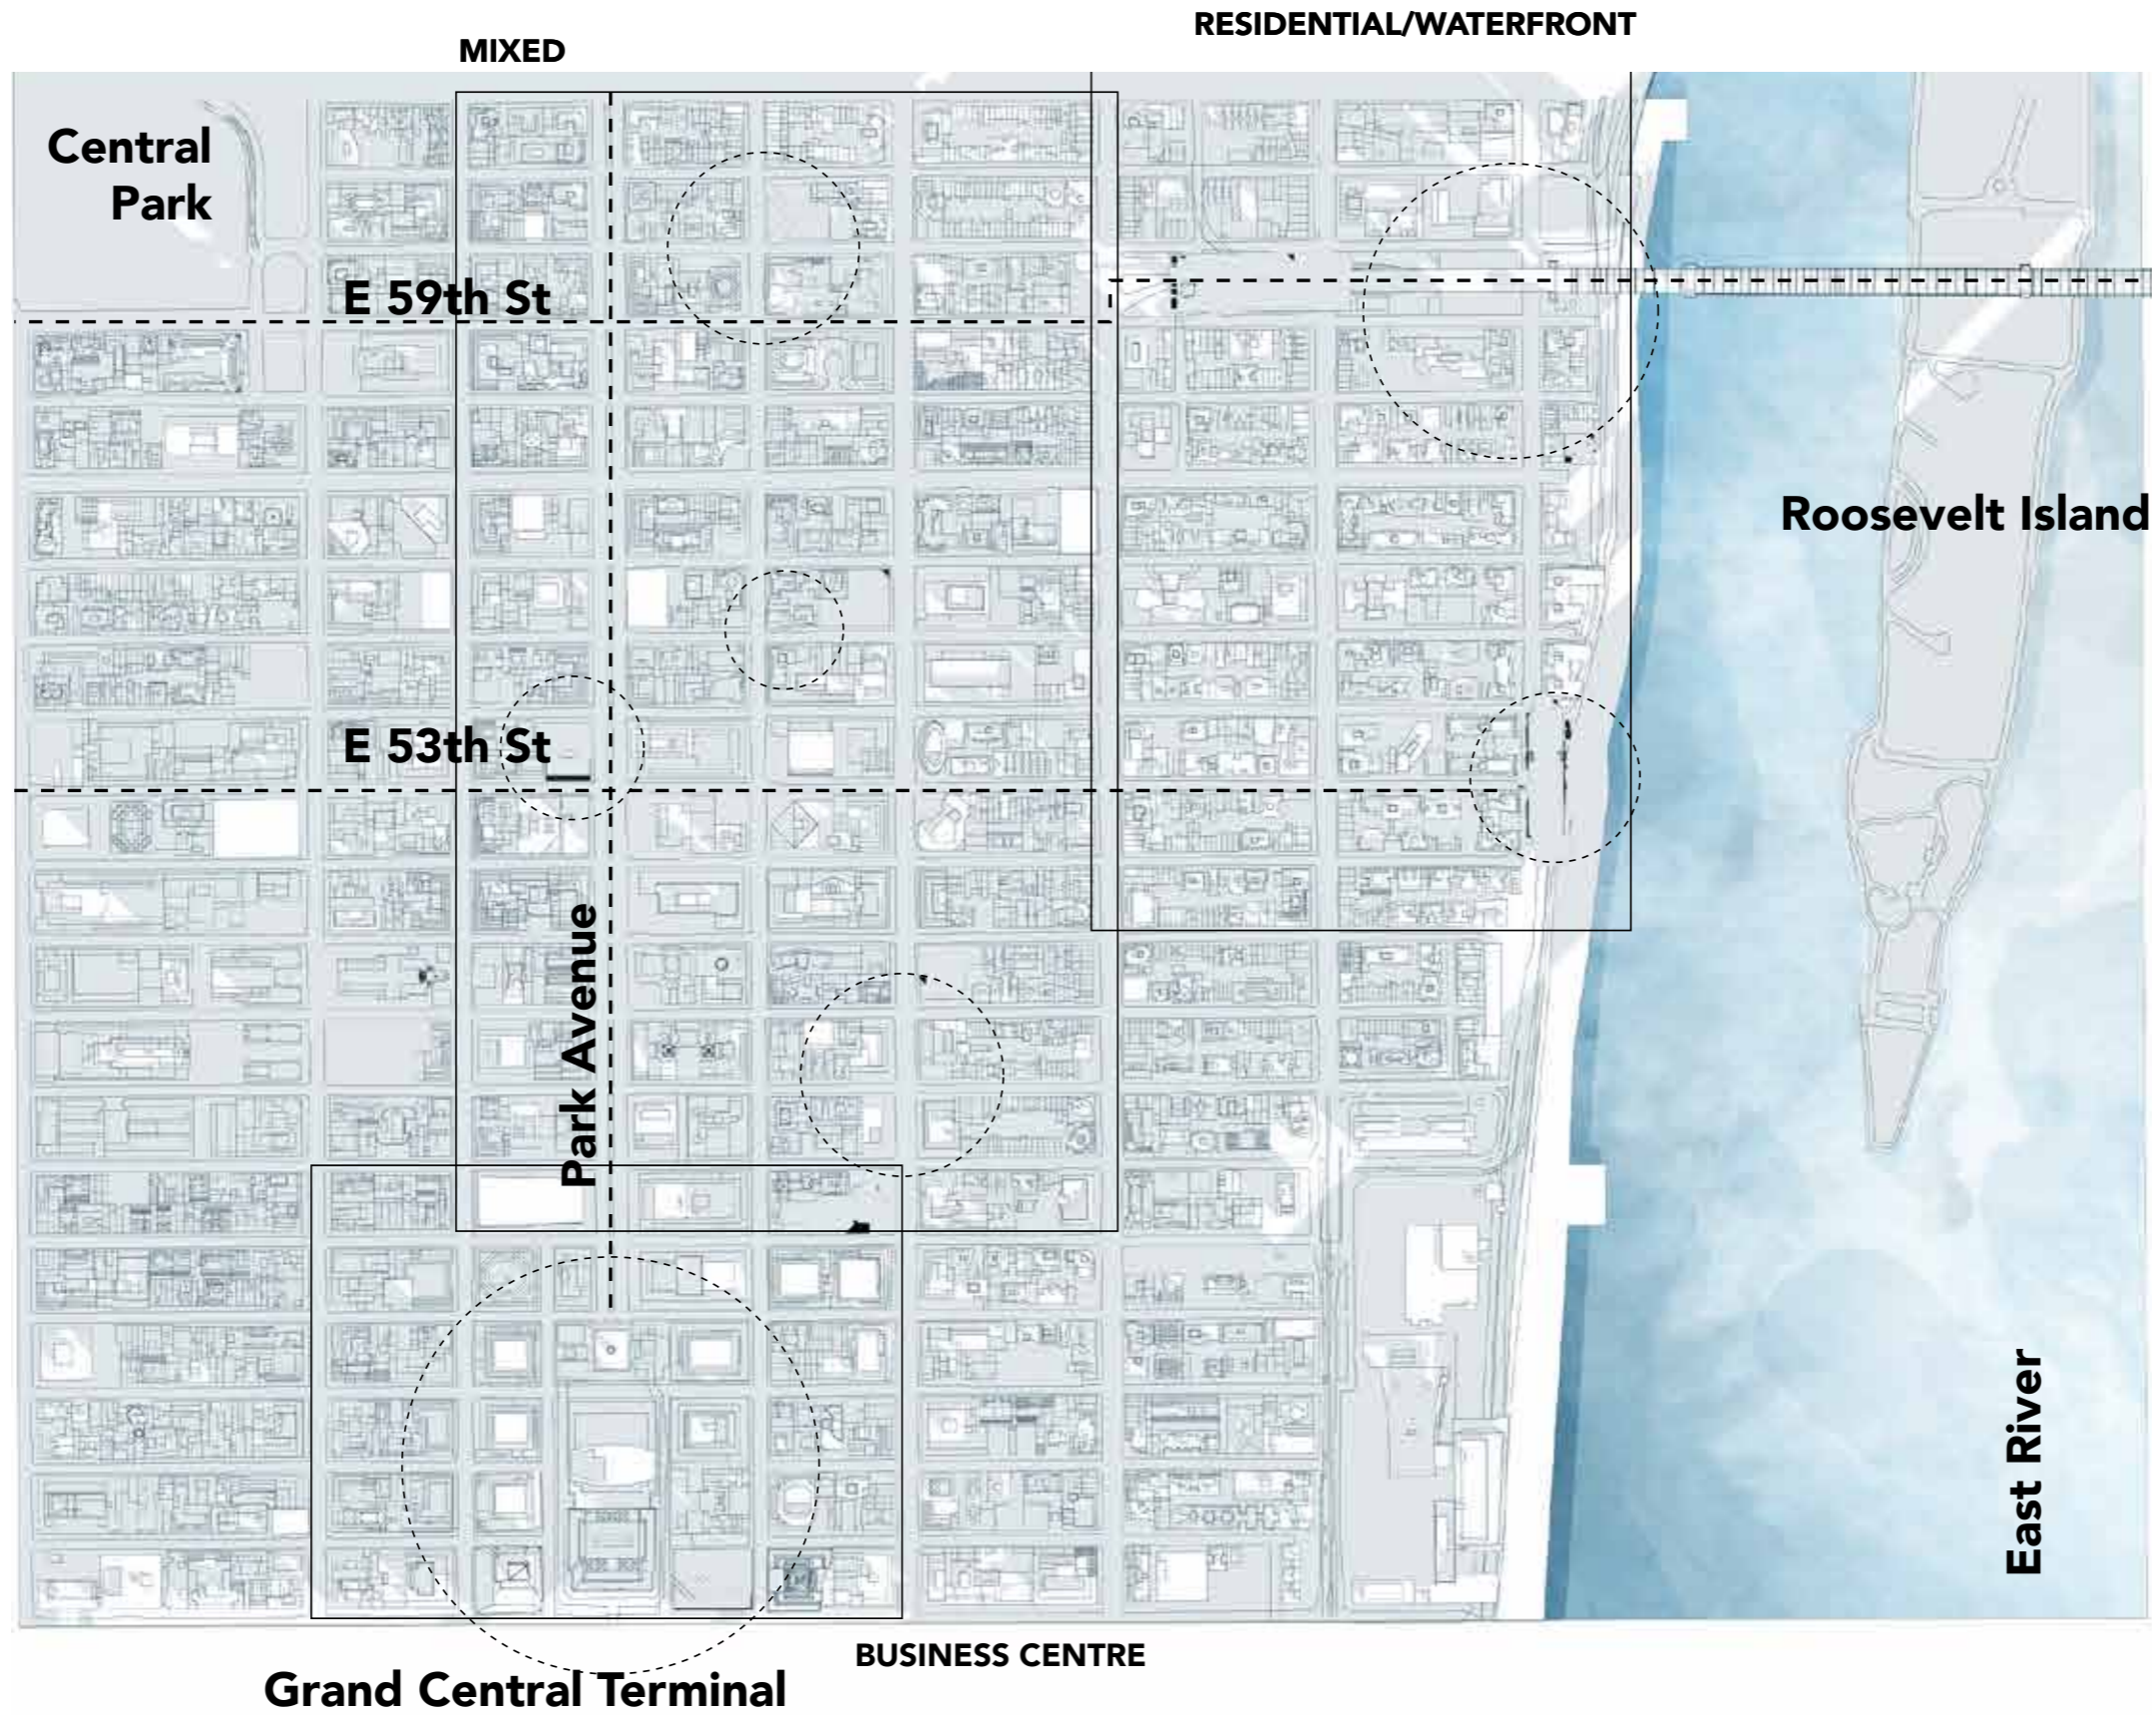 RESIDENTIAL/WATERFRONT
MIXED
Central
Park
E 59th St
Roosevelt Island
E 53th St
Park Avenue
East River
BUSINESS CENTRE
Grand Central Terminal